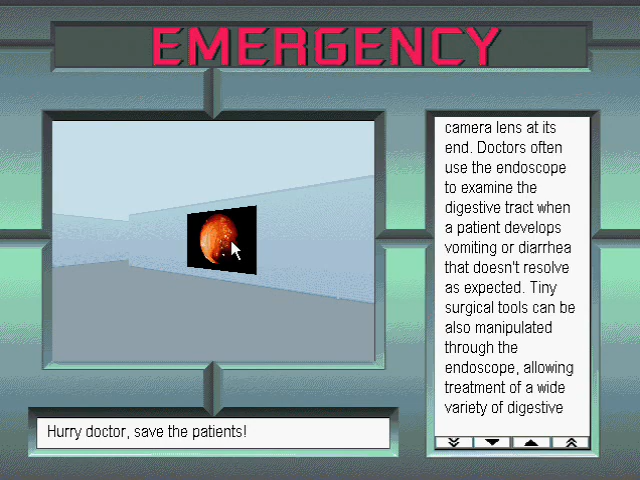 EMERGENCY
camera lens at its
end. Doctors often
use the endoscope
to examine the
digestive tract when
a patient develops
vomiting or diarrhea
that doesn't resolve
as expected. Tiny
surgical tools can be
also manipulated
through the
endoscope, allowing
treatment of a wide
variety of digestive
Hurry doctor, save the patients!